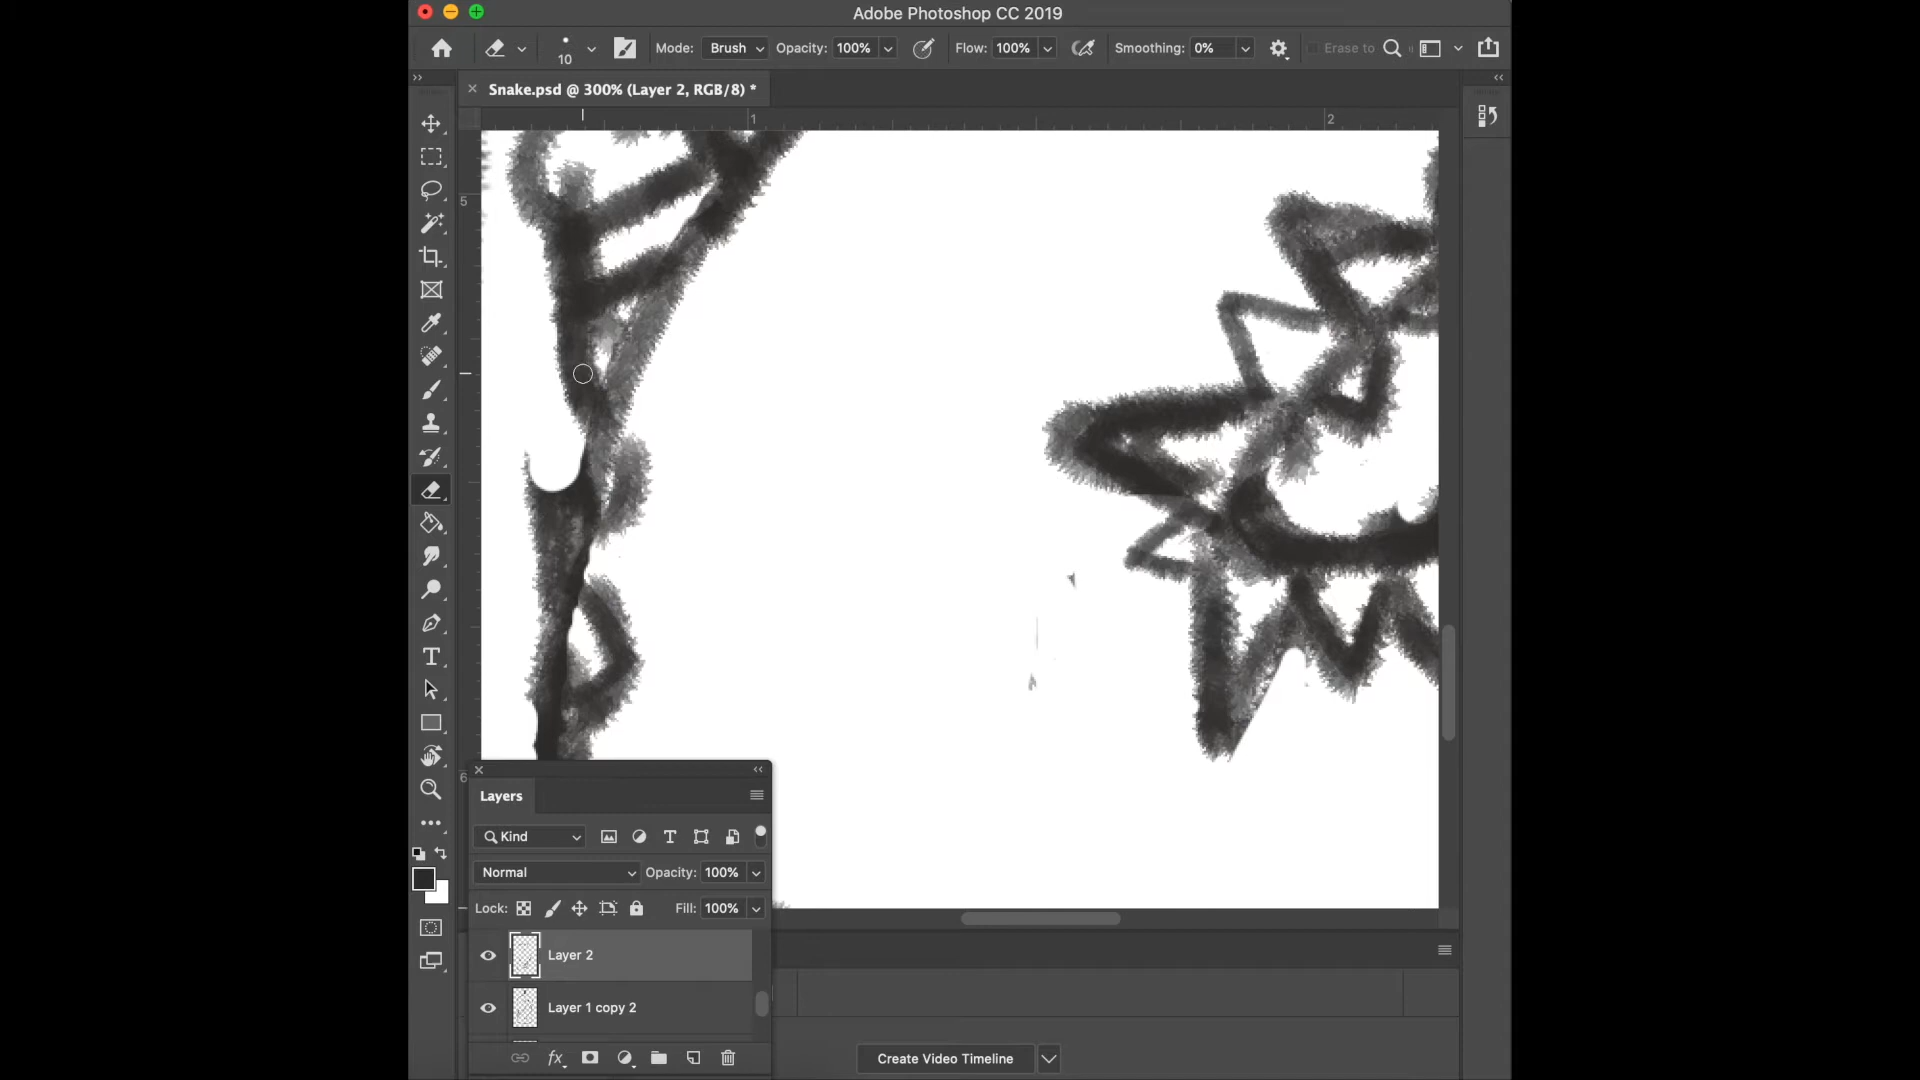 Adobe Photoshop CC 2019
10
Mode: Brush Opacity: 100% Flow: 100% Smoothing: 0% Erase to
Snake.psd @ 300% (Layer 2, RGB/8) *
1 2
5
6
Layers
Kind
Normal Opacity: 100%
Lock: Fill: 100%
Layer 2
Layer 1 copy 2
fx
Create Video Timeline